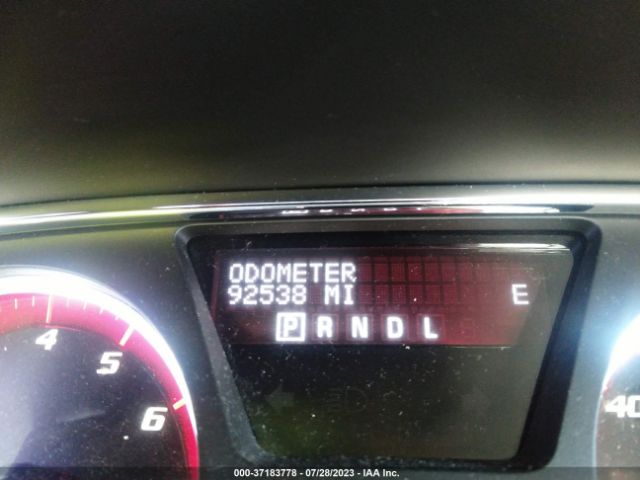 ODOMETER
92538 MI E
P R N D L
4
5
6
40
000-37183778 - 07/28/2023 - IAA Inc.